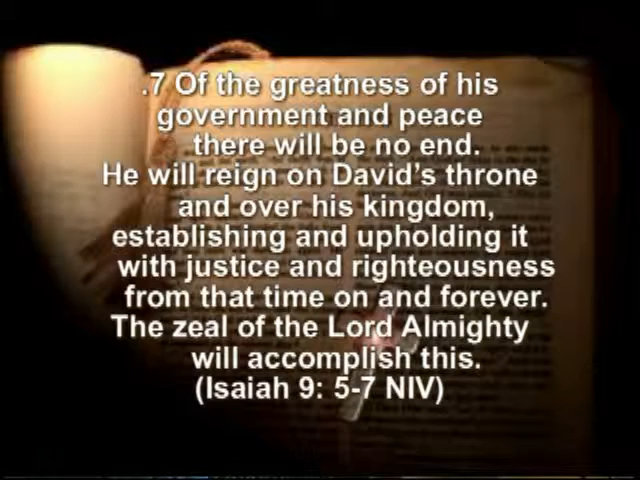 .7 Of the greatness of his
government and peace
there will be no end.
He will reign on David’s throne
and over his kingdom,
establishing and upholding it
with justice and righteousness
from that time on and forever.
The zeal of the Lord Almighty
will accomplish this.
(Isaiah 9: 5-7 NIV)